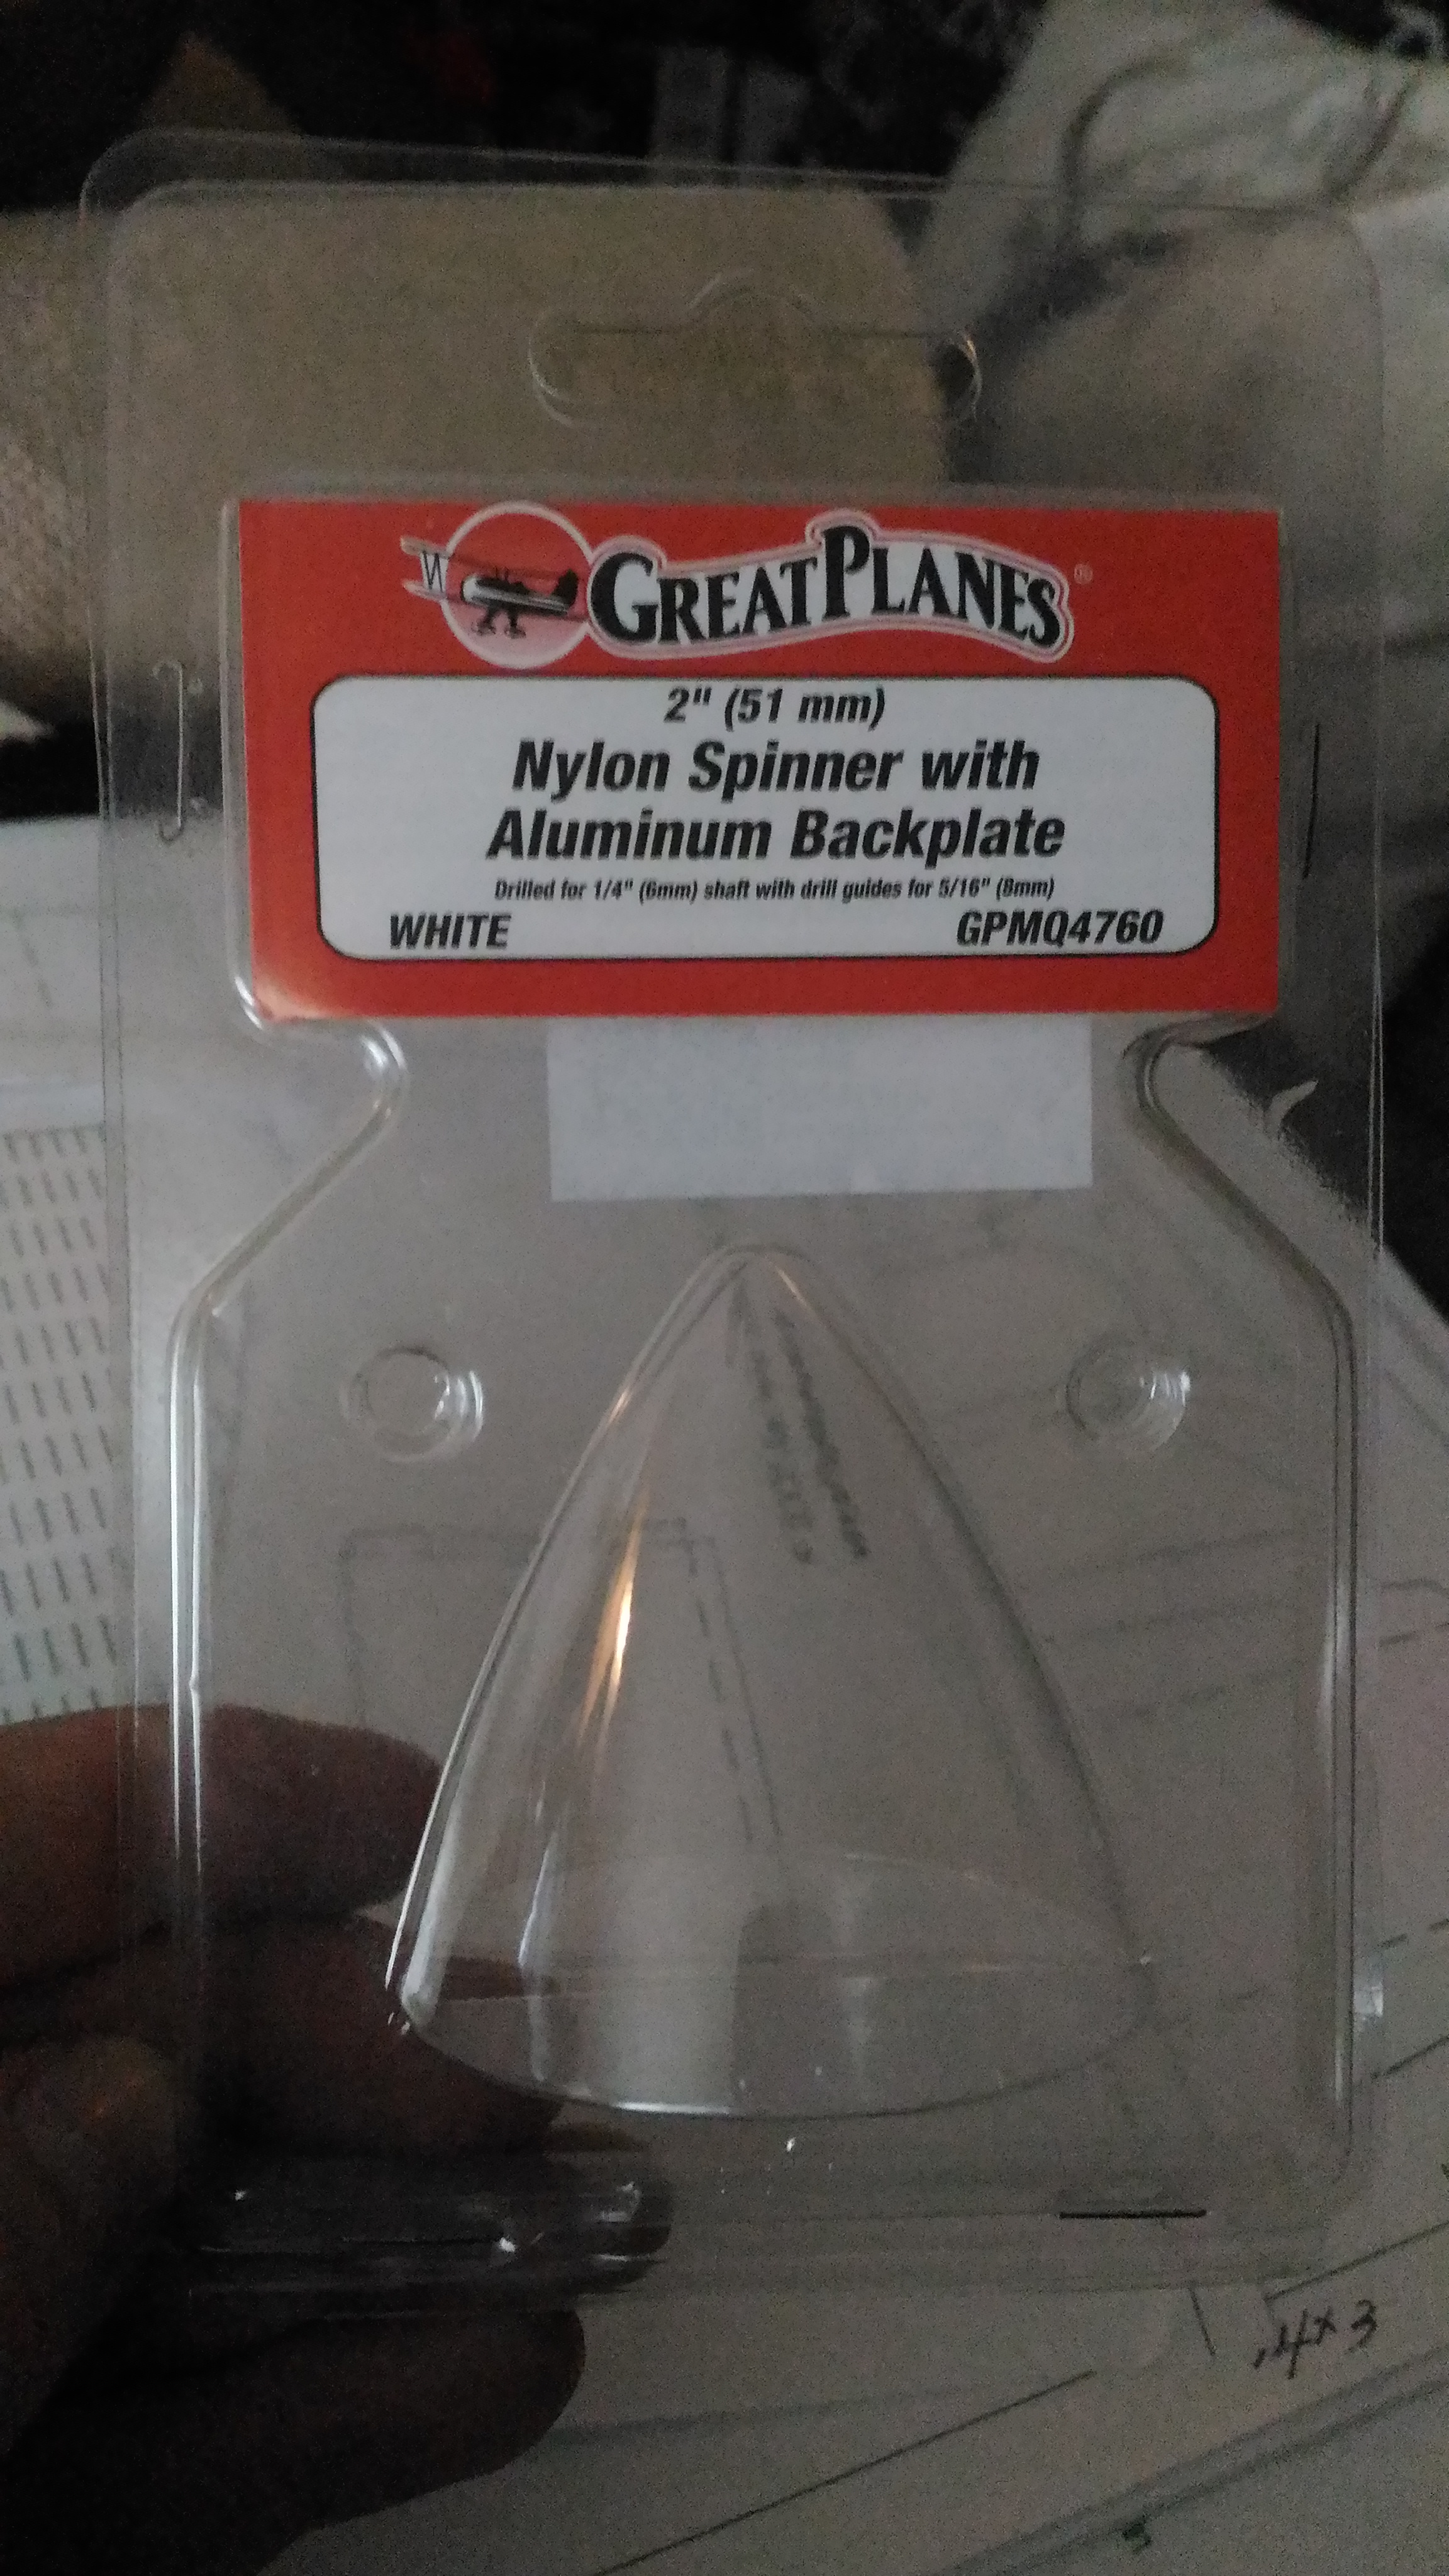 GREAT PLANES®
2" (51 mm)
Nylon Spinner with
Aluminum Backplate
Drilled for 1/4" (6mm) shaft with drill guides for 5/16" (8mm)
WHITE GPMQ4760
.4x3